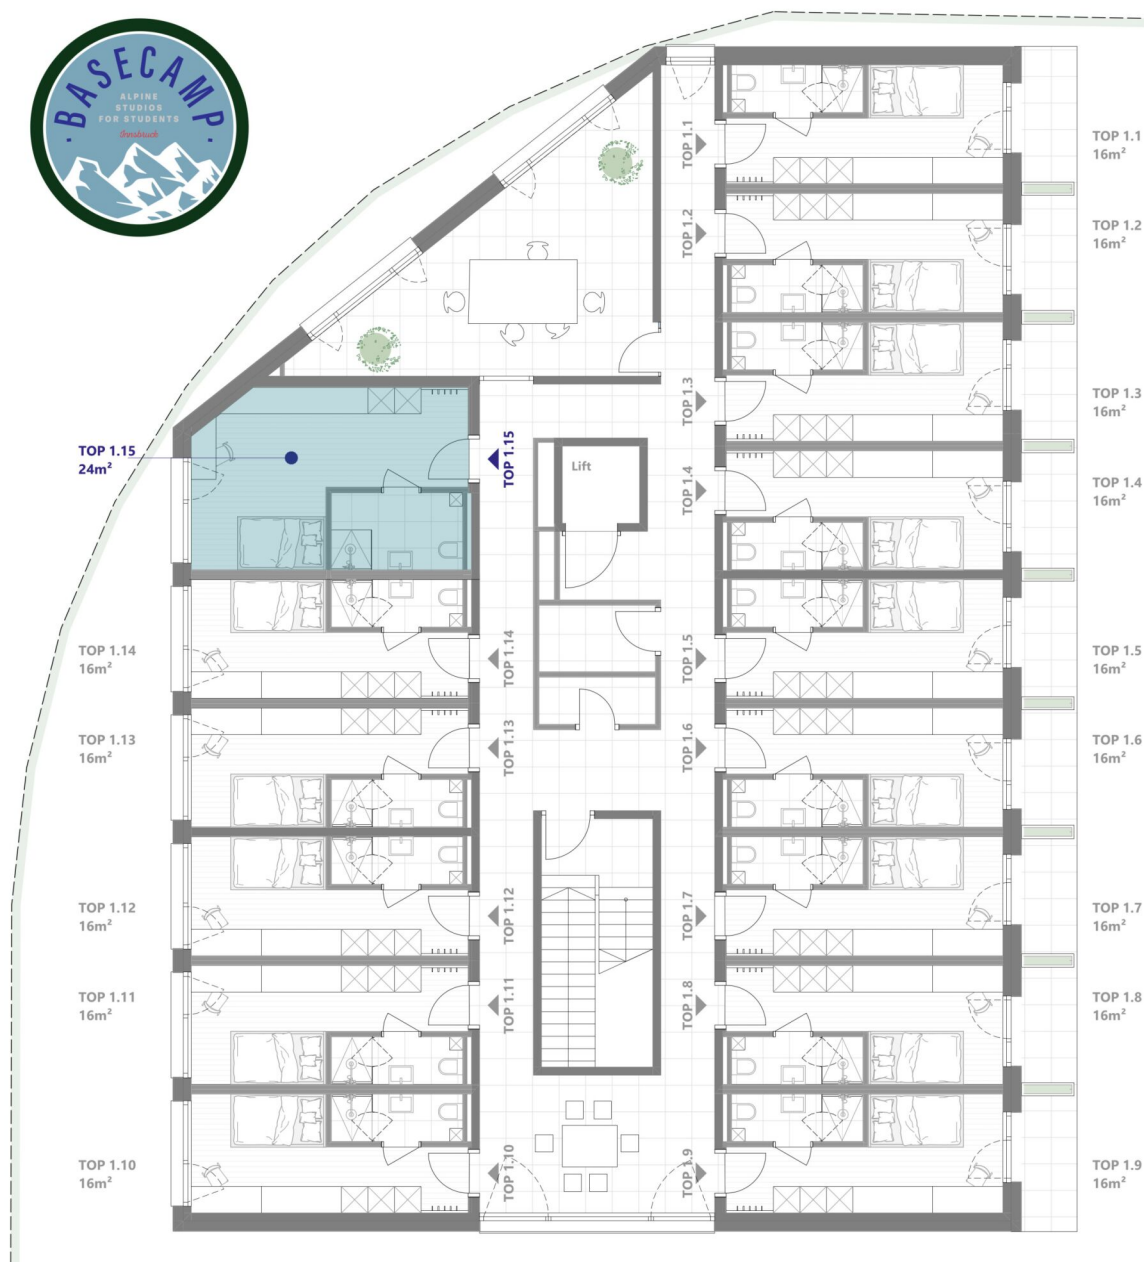 BASECAMP
ALPINE
STUDIOS
FOR STUDENTS
Innsbruck
TOP 1.1
TOP 1.1
16m²
TOP 1.2
TOP 1.2
16m²
TOP 1.3
TOP 1.3
16m²
TOP 1.15
24m²
TOP 1.15
Lift
TOP 1.4
TOP 1.4
16m²
TOP 1.14
16m²
TOP 1.14
TOP 1.5
TOP 1.5
16m²
TOP 1.13
16m²
TOP 1.13
TOP 1.6
TOP 1.6
16m²
TOP 1.12
16m²
TOP 1.12
TOP 1.7
TOP 1.7
16m²
TOP 1.11
16m²
TOP 1.11
TOP 1.8
TOP 1.8
16m²
TOP 1.10
16m²
TOP 1.10
TOP 1.9
TOP 1.9
16m²